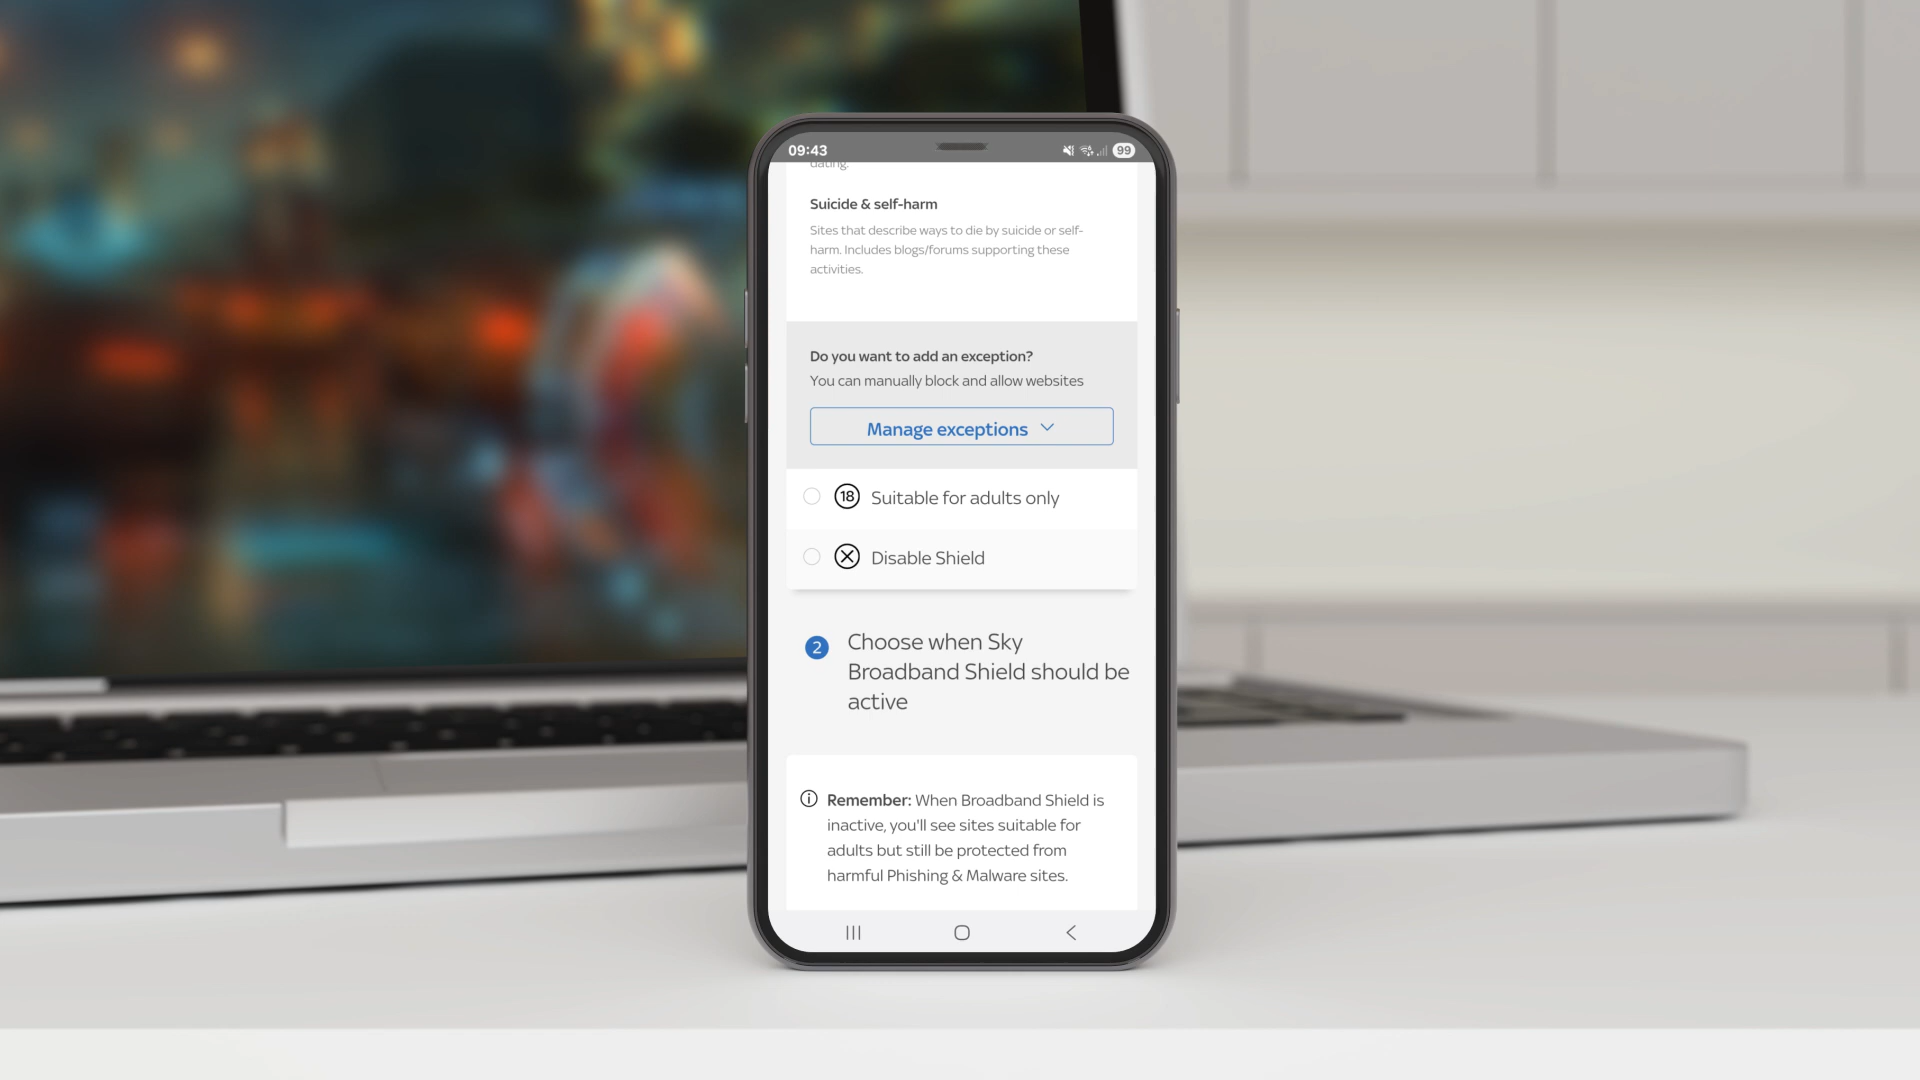 09:43
99
dating.
Suicide & self-harm
Sites that describe ways to die by suicide or self-
harm. Includes blogs/forums supporting these
activities.
Do you want to add an exception?
You can manually block and allow websites
Manage exceptions
18 Suitable for adults only
Disable Shield
2 Choose when Sky
Broadband Shield should be
active
Remember: When Broadband Shield is
inactive, you'll see sites suitable for
adults but still be protected from
harmful Phishing & Malware sites.